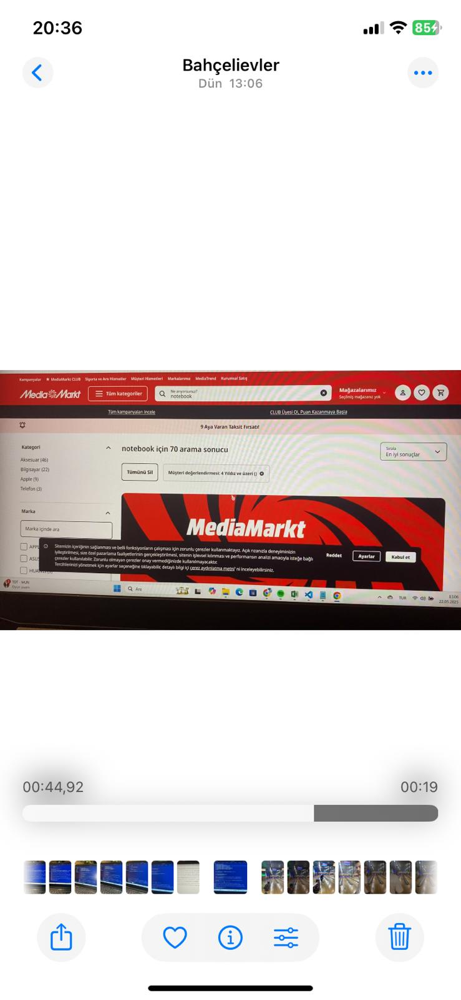 20:36
85
Bahçelievler
Dün 13:06
Kampanyalar ★ MediaMarkt CLUB Sigorta ve Artı Hizmetler Müşteri Hizmetleri Markalarımız MediaTrend Kurumsal Satış
MediaMarkt
Tüm kategoriler
Ne arıyorsunuz?
notebook
Mağazalarımız
Seçilmiş mağazanız yok
Tüm kampanyaları incele
CLUB Üyesi Ol, Puan Kazanmaya Başla
9 Aya Varan Taksit Fırsatı!
Kategori
Aksesuar (46)
Bilgisayar (22)
Apple (9)
Telefon (3)
Marka
Marka içinde ara
APPL
ASUS
HUA
notebook için 70 arama sonucu
Sırala
En iyi sonuçlar
Tümünü Sil
Müşteri değerlendirmesi: 4 Yıldız ve üzeri ()
MediaMarkt
Sitemizin içeriğinin sağlanması ve belli fonksiyonların çalışması için zorunlu çerezler kullanmaktayız. Açık rızanızla deneyiminizin
iyileştirilmesi, size özel pazarlama faaliyetlerinin gerçekleştirilmesi, sitenin işlevsel kılınması ve performansın analizi amacıyla isteğe bağlı
çerezler kullanılabilir. Zorunlu olmayan çerezler onay vermediğinizde kullanılmayacaktır.
Tercihlerinizi yönetmek için ayarlar seçeneğine tıklayabilir, detaylı bilgi içi çerez aydınlatma metni' ni inceleyebilirsiniz.
Reddet
Ayarlar
Kabul et
TOT - MUN
Oyun puanı
Ara
TUR
13:06
22.05.2025
00:44,92
00:19